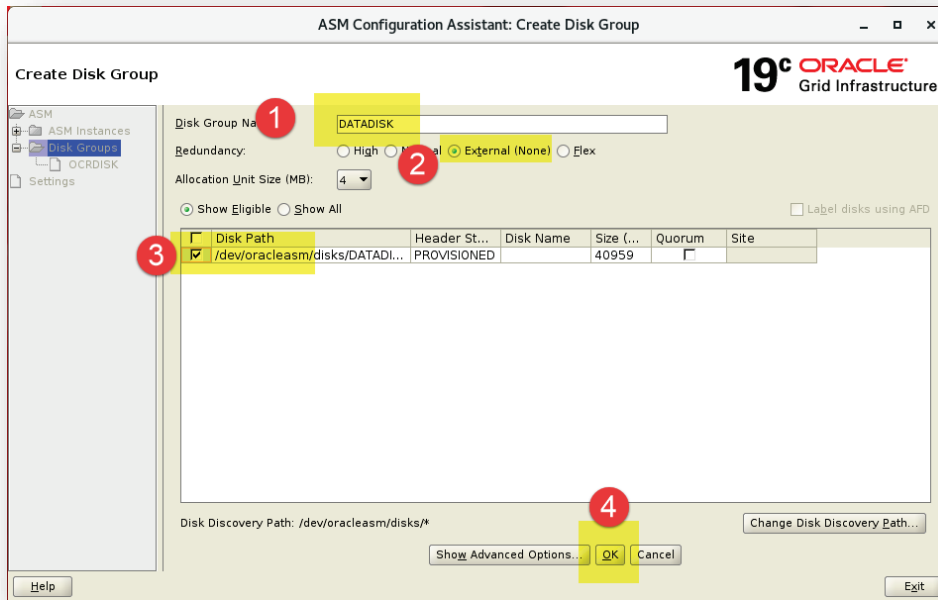 ASM Configuration Assistant: Create Disk Group
Create Disk Group
19c ORACLE
Grid Infrastructure
ASM
ASM Instances
Disk Groups
OCRDISK
Settings
Disk Group 1 DATADISK
Redundancy: High 2 External (None) Flex
Allocation Unit Size (MB): 4
Show Eligible Show All Label disks using AFD
Disk Path Header St... Disk Name Size (... Quorum Site
3 /dev/oracleasm/disks/DATADI... PROVISIONED 40959
Disk Discovery Path: /dev/oracleasm/disks/* Change Disk Discovery Path...
4
Show Advanced Options... OK Cancel
Help Exit